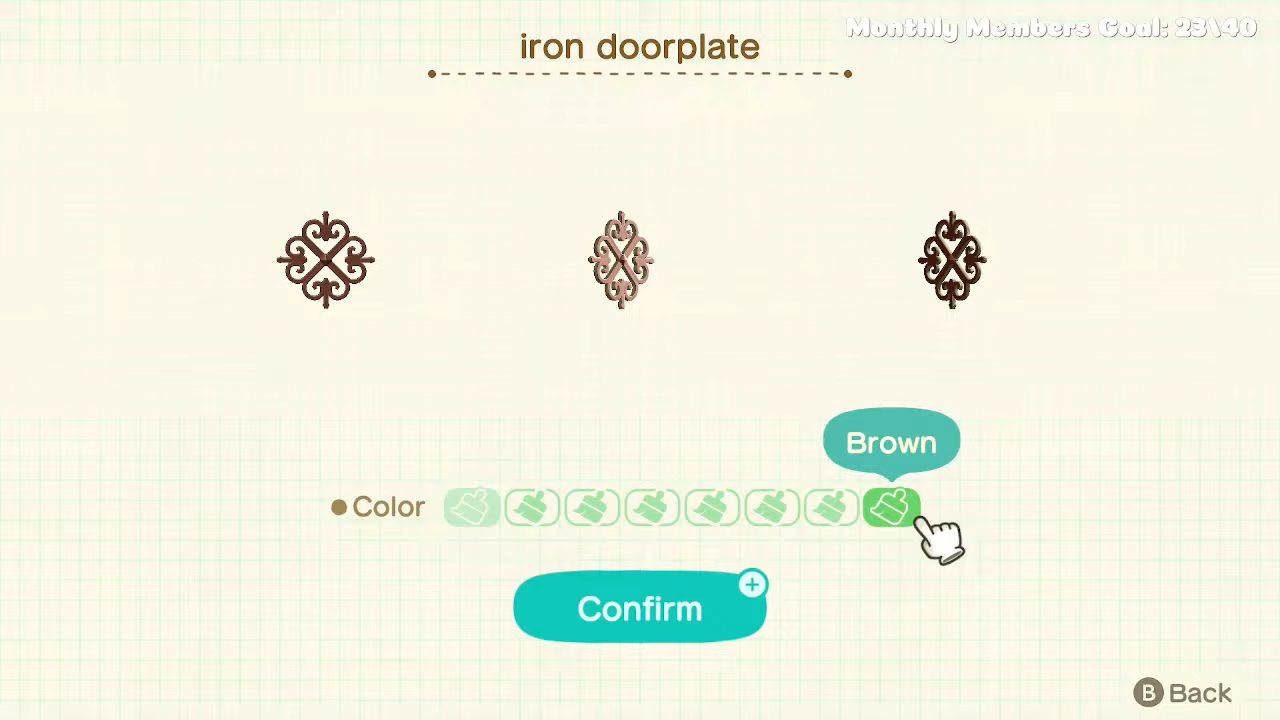 Monthly Members Goal: 23\40
iron doorplate
Brown
Color
Confirm
B Back